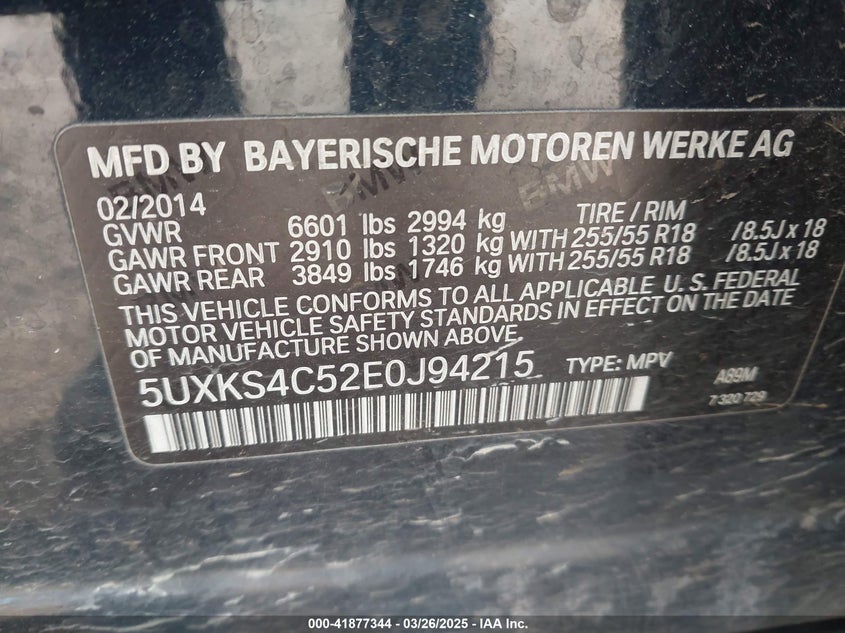 MFD BY BAYERISCHE MOTOREN WERKE AG
02/2014 TIRE / RIM
GVWR 6601 lbs 2994 kg
GAWR FRONT 2910 lbs 1320 kg WITH 255/55 R18 /8.5J x 18
GAWR REAR 3849 lbs 1746 kg WITH 255/55 R18 /8.5J x 18
THIS VEHICLE CONFORMS TO ALL APPLICABLE U. S. FEDERAL
MOTOR VEHICLE SAFETY STANDARDS IN EFFECT ON THE DATE
OF MANUFACTURE SHOWN ABOVE.
5UXKS4C52E0J94215 TYPE: MPV A89M
7 320 729
BMW BMW
000-41877344 - 03/26/2025 - IAA Inc.